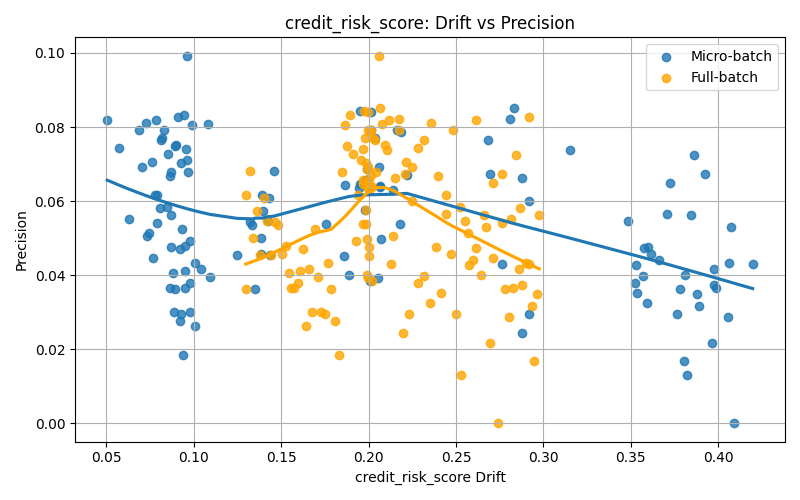 credit_risk_score: Drift vs Precision
Micro-batch
Full-batch
Precision
0.10
0.08
0.06
0.04
0.02
0.00
0.05 0.10 0.15 0.20 0.25 0.30 0.35 0.40
credit_risk_score Drift